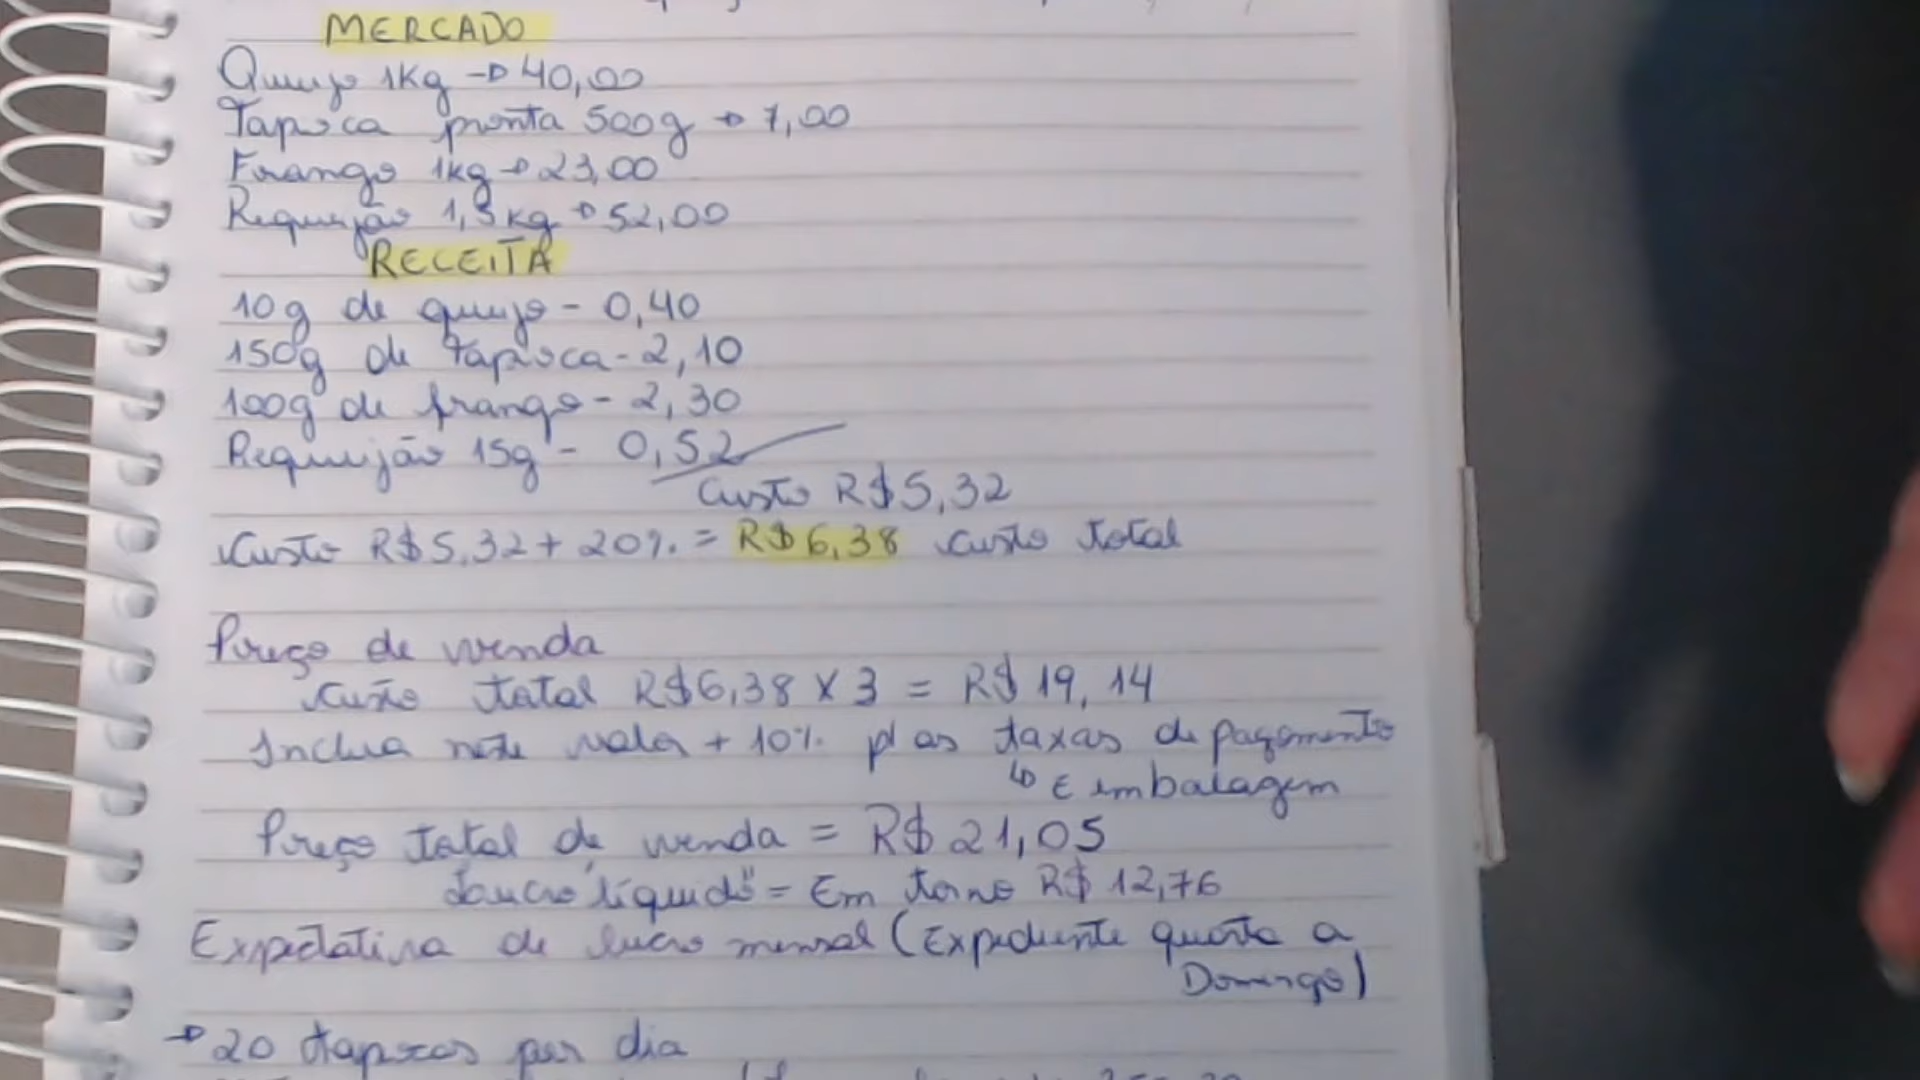 MERCADO
Queijo 1Kg → 40,00
Tapioca pronta 500g → 7,00
Frango 1kg → 23,00
Requeijão 1,5kg → 52,00
RECEITA
10g de queijo - 0,40
150g de tapioca - 2,10
100g de frango - 2,30
Requeijão 15g - 0,52
Custo R$5,32
Custo R$5,32 + 20% = R$6,38 custo total
Preço de venda
Custo total R$6,38 x 3 = R$ 19,14
Inclua neste valor + 10% p/ as taxas de pagamento
↳ E embalagem
Preço total de venda = R$ 21,05
"Lucro líquido" = Em torno R$ 12,76
Expectativa de lucro mensal (Expediente quarta a
Domingo)
→ 20 tapiocas por dia